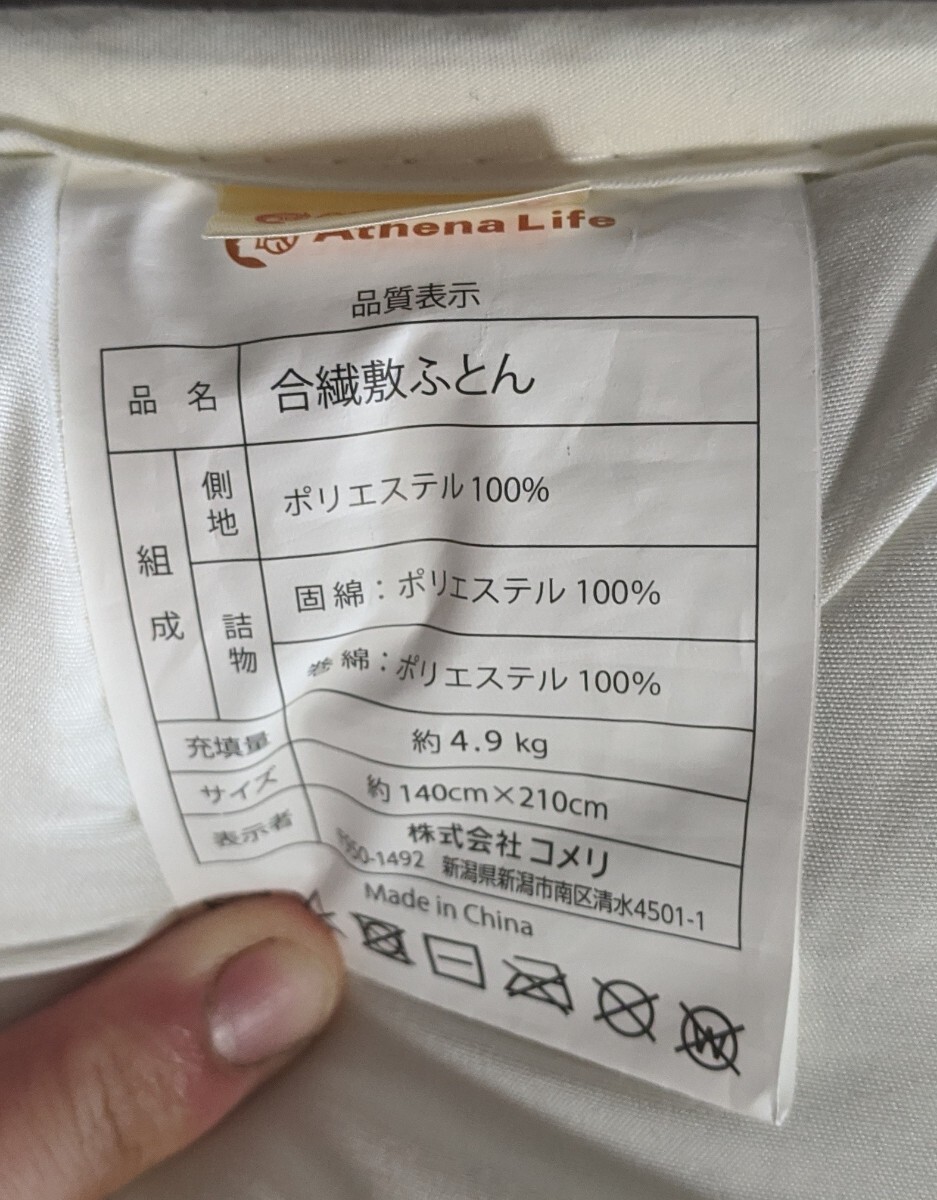 Athena Life
品質表示
品 名 合繊敷ふとん
組成 側地 ポリエステル 100%
詰物 固綿：ポリエステル 100%
巻綿：ポリエステル 100%
充填量 約 4.9 kg
サイズ 約 140cm×210cm
表示者 株式会社 コメリ
〒950-1492 新潟県新潟市南区清水4501-1
Made in China
W